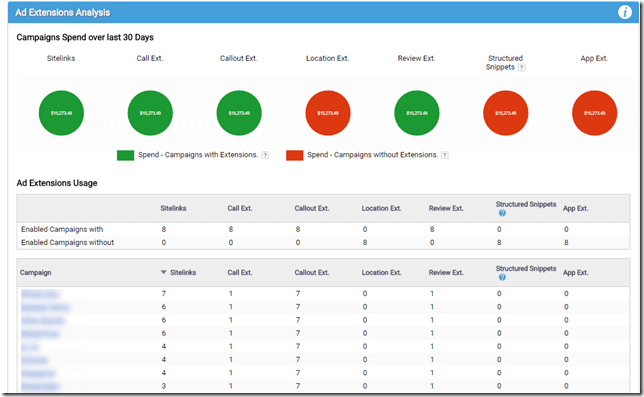 Ad Extensions Analysis
i
Campaigns Spend over last 30 Days
Sitelinks Call Ext. Callout Ext. Location Ext. Review Ext. Structured Snippets ? App Ext.
$15,273.49 $15,273.49 $15,273.49 $15,273.49 $15,273.49 $15,273.49 $15,273.49
Spend - Campaigns with Extensions. ? Spend - Campaigns without Extensions. ?
Ad Extensions Usage
Sitelinks Call Ext. Callout Ext. Location Ext. Review Ext. Structured Snippets ? App Ext.
Enabled Campaigns with 8 8 8 0 8 0 0
Enabled Campaigns without 0 0 0 8 0 8 8
Campaign Sitelinks Call Ext. Callout Ext. Location Ext. Review Ext. Structured Snippets ? App Ext.
7 1 7 0 1 0 0
6 1 7 0 1 0 0
6 1 7 0 1 0 0
6 1 7 0 1 0 0
4 1 7 0 1 0 0
4 1 7 0 1 0 0
4 1 7 0 1 0 0
3 1 7 0 1 0 0